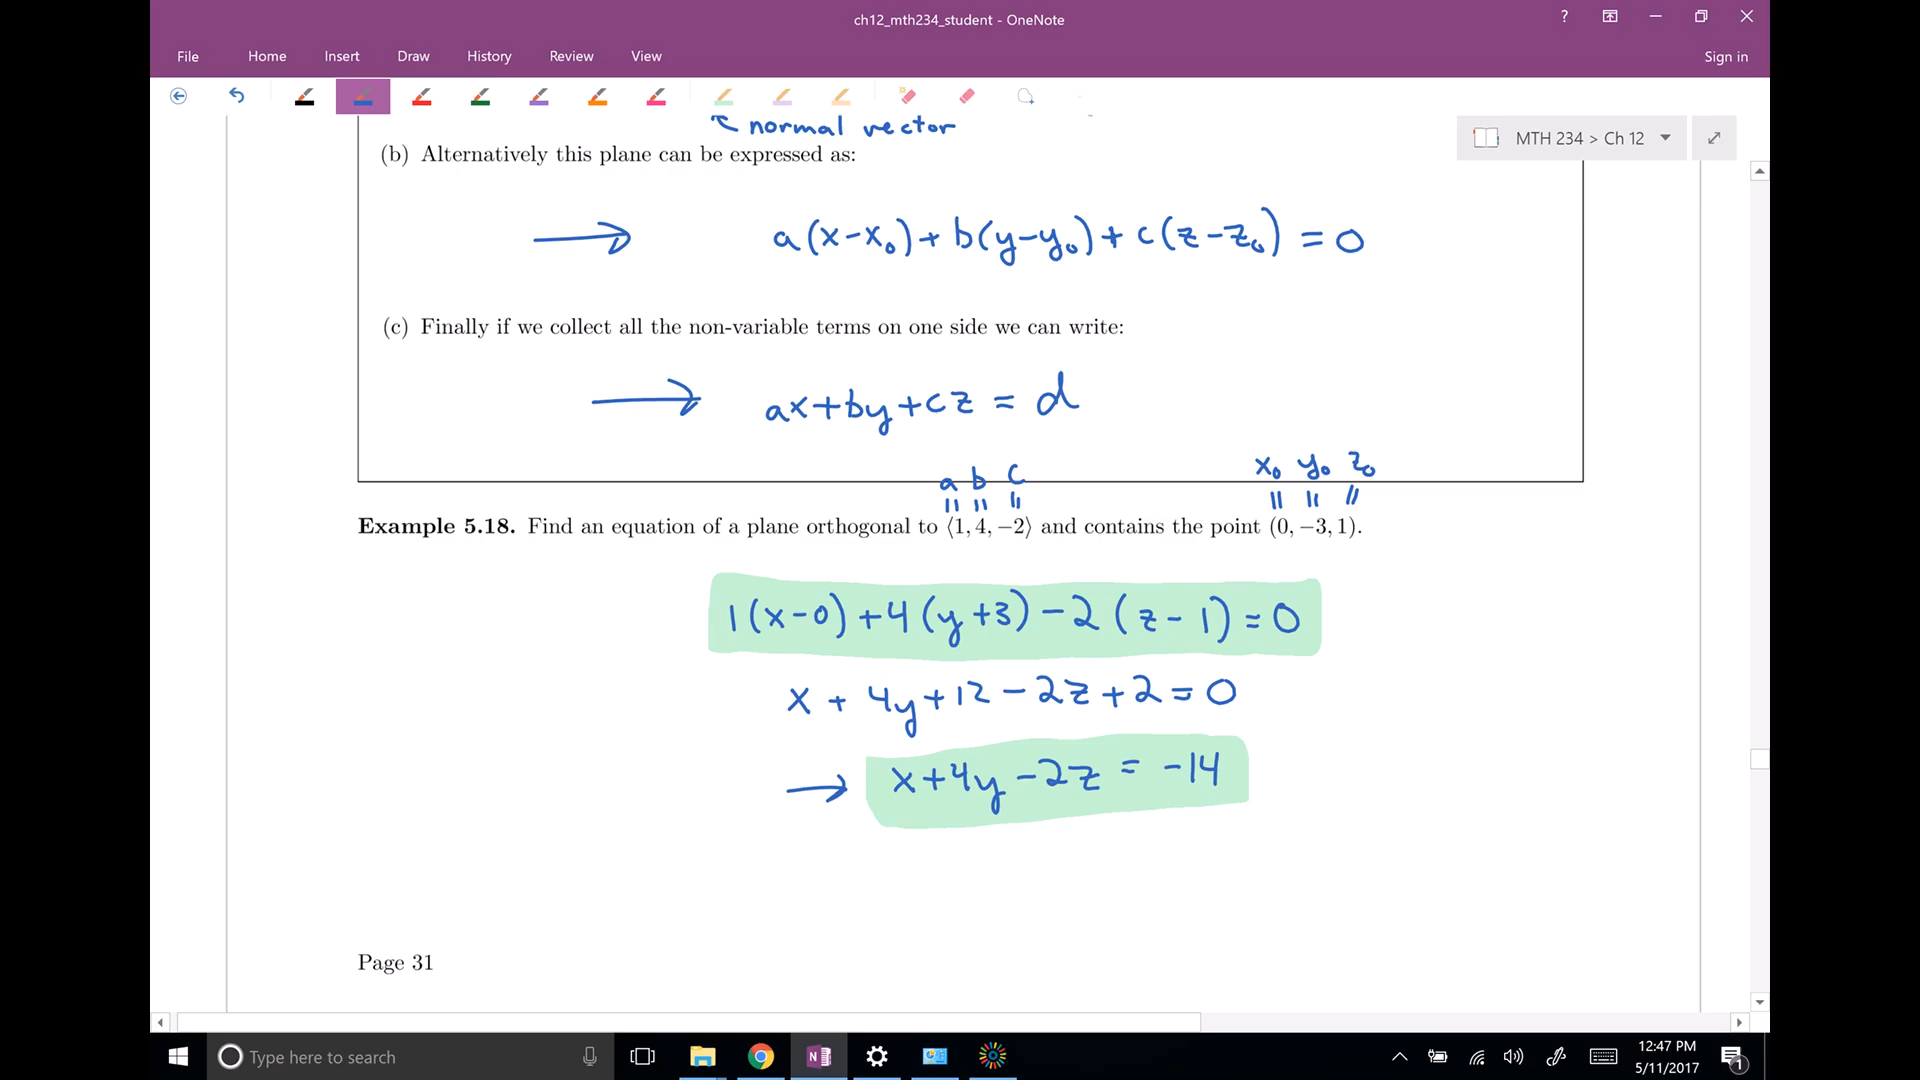 ch12_mth234_student - OneNote
File Home Insert Draw History Review View Sign in
normal vector
MTH 234 > Ch 12
(b) Alternatively this plane can be expressed as:
a(x-x₀)+b(y-y₀)+c(z-z₀) = 0
(c) Finally if we collect all the non-variable terms on one side we can write:
ax+by+cz = d
a b c x₀ y₀ z₀
Example 5.18. Find an equation of a plane orthogonal to ⟨1, 4, −2⟩ and contains the point (0, −3, 1).
1(x-0)+4(y+3)-2(z-1)=0
x + 4y+12-2z+2=0
→ x+4y-2z = -14
Page 31
Type here to search
12:47 PM
5/11/2017
1